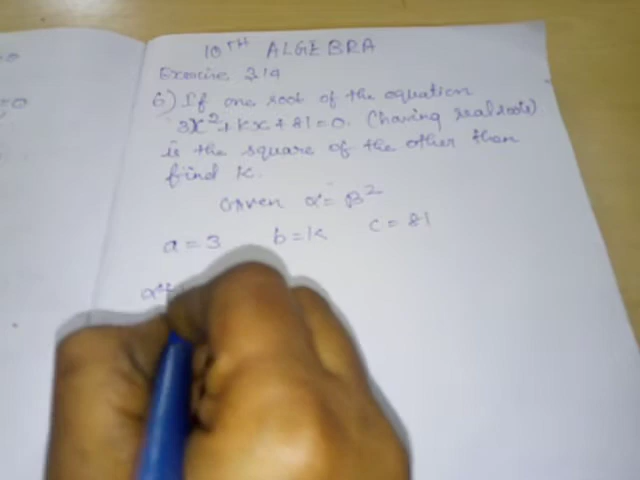 10TH ALGEBRA
Exercise 3.14
6) If one root of the equation
3x²+kx+81=0. (having real roots)
is the square of the other then
find k.
Given α = β²
a = 3 b = k c = 81